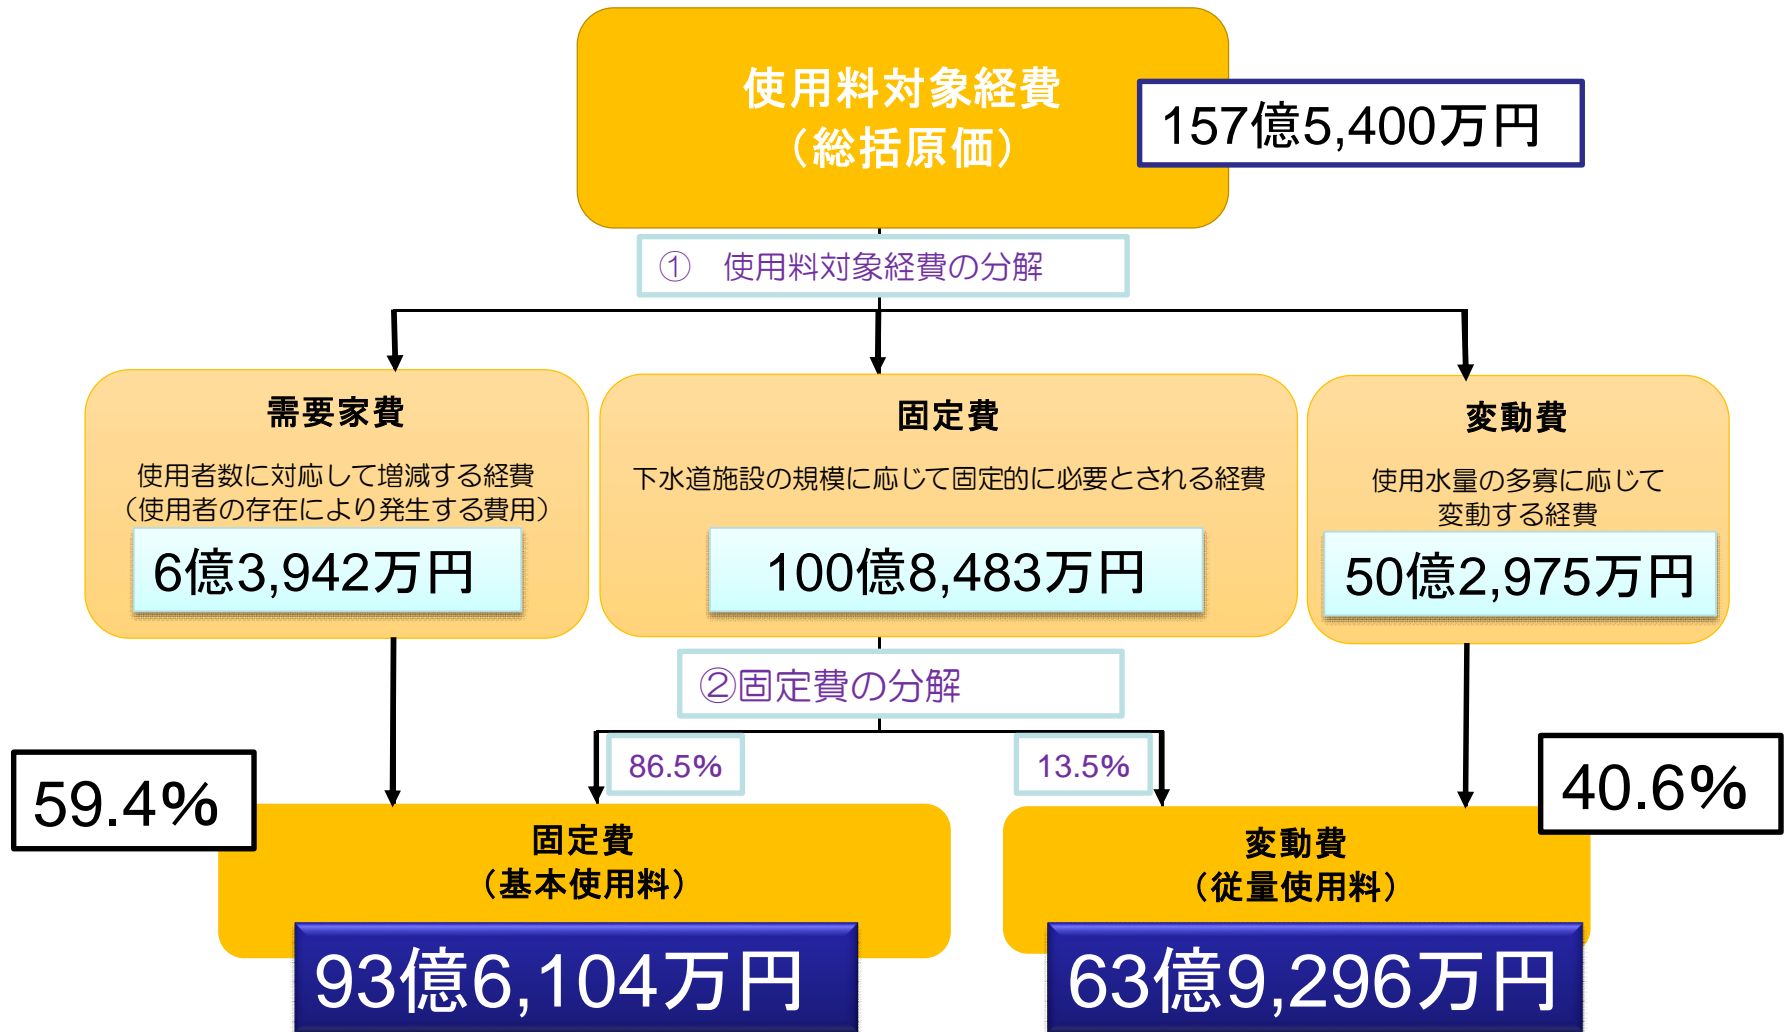 使用料対象経費
（総括原価）
157億5,400万円
①　使用料対象経費の分解
需要家費
使用者数に対応して増減する経費
（使用者の存在により発生する費用）
6億3,942万円
固定費
下水道施設の規模に応じて固定的に必要とされる経費
100億8,483万円
変動費
使用水量の多寡に応じて
変動する経費
50億2,975万円
②固定費の分解
86.5%
13.5%
59.4%
固定費
（基本使用料）
93億6,104万円
40.6%
変動費
（従量使用料）
63億9,296万円